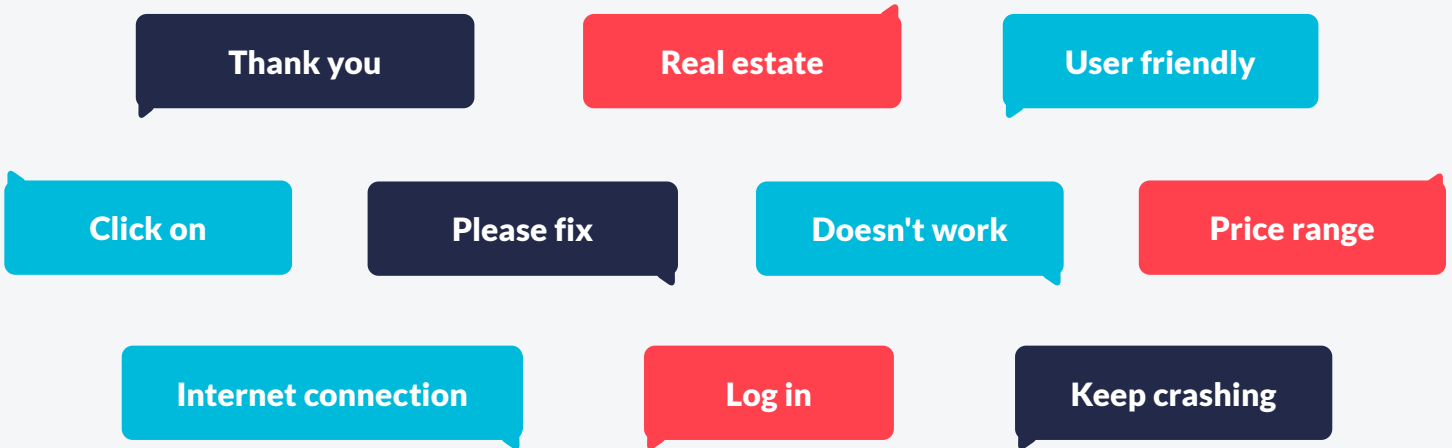 Thank you
Real estate
User friendly
Click on
Please fix
Doesn't work
Price range
Internet connection
Log in
Keep crashing